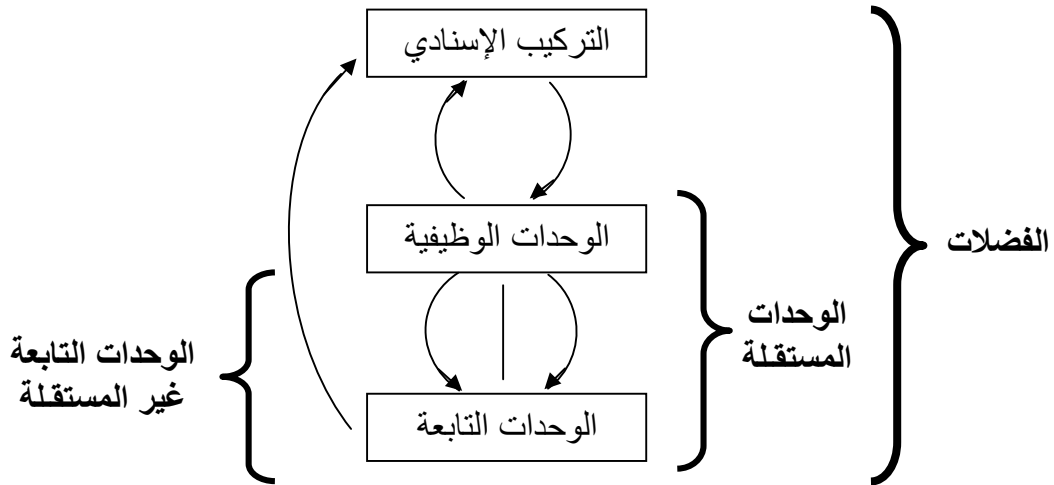 التركيب الإسنادي
الوحدات الوظيفية
الفضلات
الوحدات
المستقلة
الوحدات التابعة
غير المستقلة
الوحدات التابعة